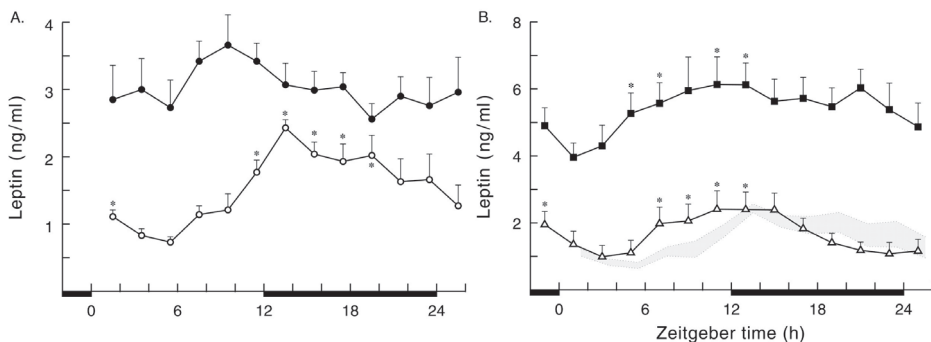 A.
4
3
2
1
Leptin (ng/ml)
* * * * * *
0 6 12 18 24
B.
8
6
4
2
Leptin (ng/ml)
* * * *
* * * * *
0 6 12 18 24
Zeitgeber time (h)